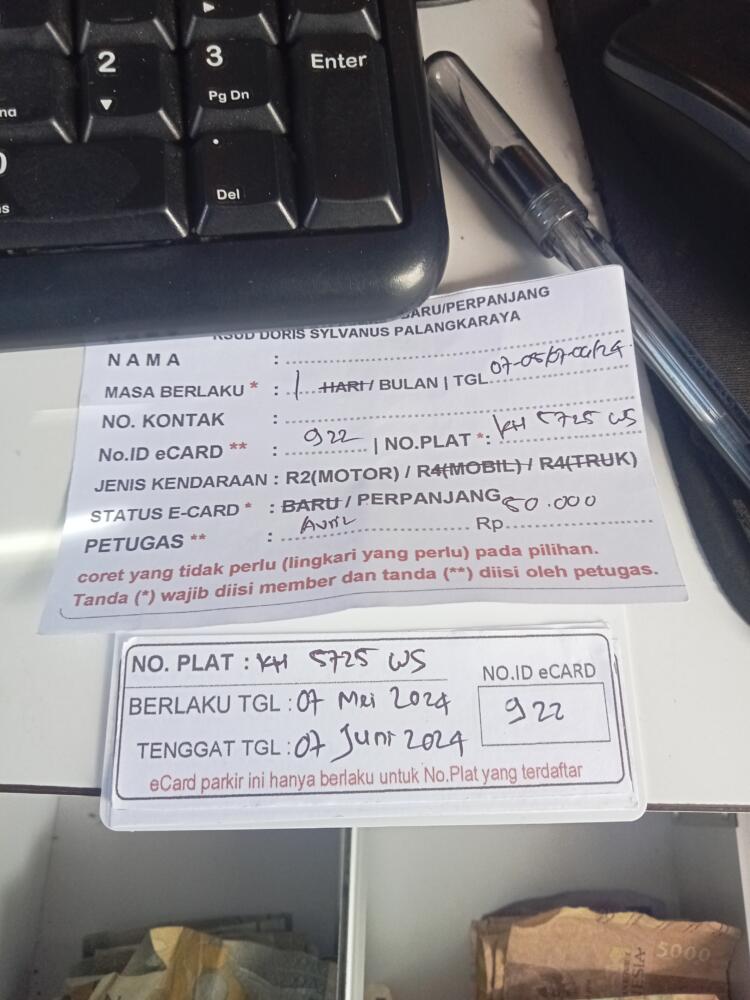 2
3
Enter
Pg Dn
.
Del
BARU/PERPANJANG
RSUD DORIS SYLVANUS PALANGKARAYA
NAMA :
MASA BERLAKU * : 1 HARI / BULAN | TGL 07-05/07-06/24
NO. KONTAK :
No.ID eCARD ** : 922 | NO.PLAT *: KH 5725 WS
JENIS KENDARAAN : R2(MOTOR) / R4(MOBIL) / R4(TRUK)
STATUS E-CARD * : BARU / PERPANJANG
PETUGAS ** : Rp. 50.000
coret yang tidak perlu (lingkari yang perlu) pada pilihan.
Tanda (*) wajib diisi member dan tanda (**) diisi oleh petugas.
NO. PLAT : KH 5725 WS
BERLAKU TGL : 07 Mei 2024
TENGGAT TGL : 07 Juni 2024
NO.ID eCARD
922
eCard parkir ini hanya berlaku untuk No.Plat yang terdaftar
5000